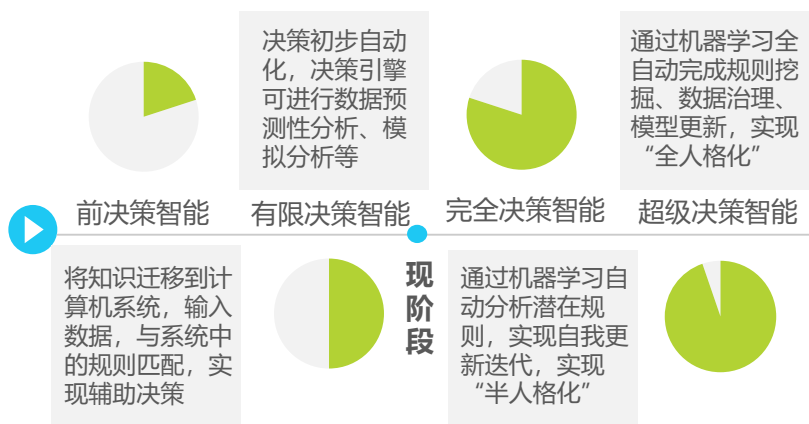 决策初步自动
化，决策引擎
可进行数据预
测性分析、模
拟分析等
通过机器学习全
自动完成规则挖
掘、数据治理、
模型更新，实现
“全人格化”
前决策智能
有限决策智能
完全决策智能
超级决策智能
将知识迁移到计
算机系统，输入
数据，与系统中
的规则匹配，实
现辅助决策
现
阶
段
通过机器学习自
动分析潜在规
则，实现自我更
新迭代，实现
“半人格化”